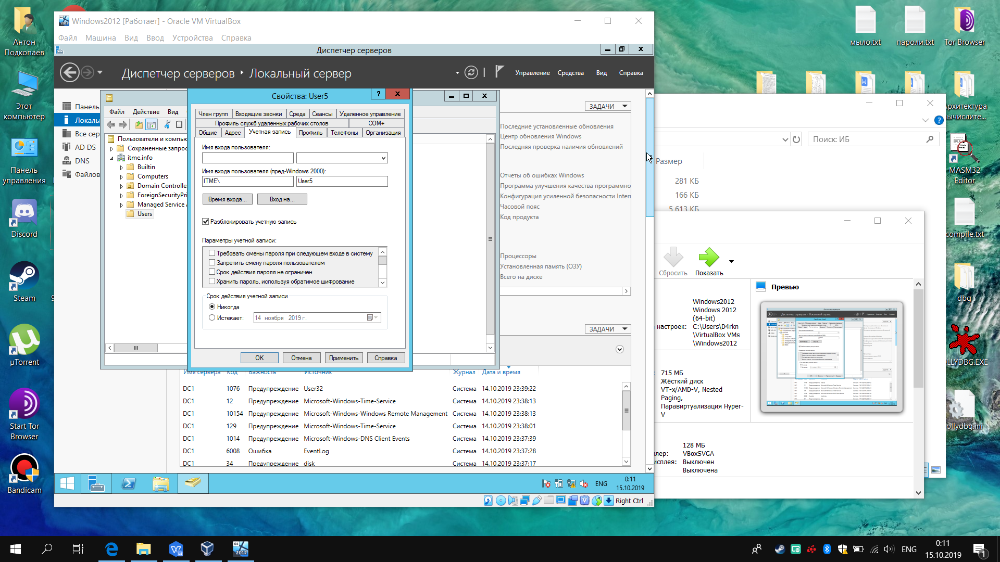 Антон Подкопаев
Этот компьютер
Панель управления
Discord
Steam
µTorrent
Start Tor Browser
Bandicam
Windows2012 [Работает] - Oracle VM VirtualBox
Файл Машина Вид Ввод Устройства Справка
Диспетчер серверов
Диспетчер серверов ‣ Локальный сервер
Управление Средства Вид Справка
Панель
Локаль
Все сер
AD DS
DNS
Файлов
Файл Действие Вид
Пользователи и компью
Сохраненные запро
itme.info
Builtin
Computers
Domain Controlle
ForeignSecurityPri
Managed Service
Users
Свойства: User5
Член групп Входящие звонки Среда Сеансы Удаленное управление
Профиль служб удаленных рабочих столов COM+
Общие Адрес Учетная запись Профиль Телефоны Организация
Имя входа пользователя:
Имя входа пользователя (пред-Windows 2000):
ITME\ User5
Время входа... Вход на...
Разблокировать учетную запись
Параметры учетной записи:
Требовать смены пароля при следующем входе в систему
Запретить смену пароля пользователем
Срок действия пароля не ограничен
Хранить пароль, используя обратимое шифрование
Срок действия учетной записи
Никогда
Истекает: 14 ноября 2019 г.
OK Отмена Применить Справка
ЗАДАЧИ
Последние установленные обновления
Центр обновления Windows
Последняя проверка наличия обновлений
Отчеты об ошибках Windows
Программа улучшения качества программно
Конфигурация усиленной безопасности Inter
Часовой пояс
Код продукта
Процессоры
Установленная память (ОЗУ)
Всего на диске
ЗАДАЧИ
Имя сервера Код Важность Источник Журнал Дата и время
DC1 1076 Предупреждение User32 Система 14.10.2019 23:39:22
DC1 12 Предупреждение Microsoft-Windows-Time-Service Система 14.10.2019 23:38:13
DC1 10154 Предупреждение Microsoft-Windows-Windows Remote Management Система 14.10.2019 23:38:13
DC1 129 Предупреждение Microsoft-Windows-Time-Service Система 14.10.2019 23:38:01
DC1 1014 Предупреждение Microsoft-Windows-DNS Client Events Система 14.10.2019 23:37:39
DC1 6008 Ошибка EventLog Система 14.10.2019 23:37:28
DC1 34 Предупреждение disk Система 14.10.2019 23:37:17
ENG
0:11
15.10.2019
Right Ctrl
мыло.txt
пароли.txt
Tor Browser
Архитектура
вычислите...
MASM32 Editor
compile.txt
dbg
OLLYDBG.EXE
ollydbg.ini
Поиск: ИБ
Размер
281 КБ
166 КБ
5 613 КБ
Сбросить Показать
Превью
Windows2012
Windows 2012
(64-bit)
настроек: C:\Users\D4rkn
\VirtualBox VMs
\Windows2012
715 МБ
Жёсткий диск
VT-x/AMD-V, Nested
Paging,
Паравиртуализация Hyper-
V
128 МБ
лер: VBoxSVGA
исплея: Выключен
Выключена
ENG
0:11
15.10.2019
1